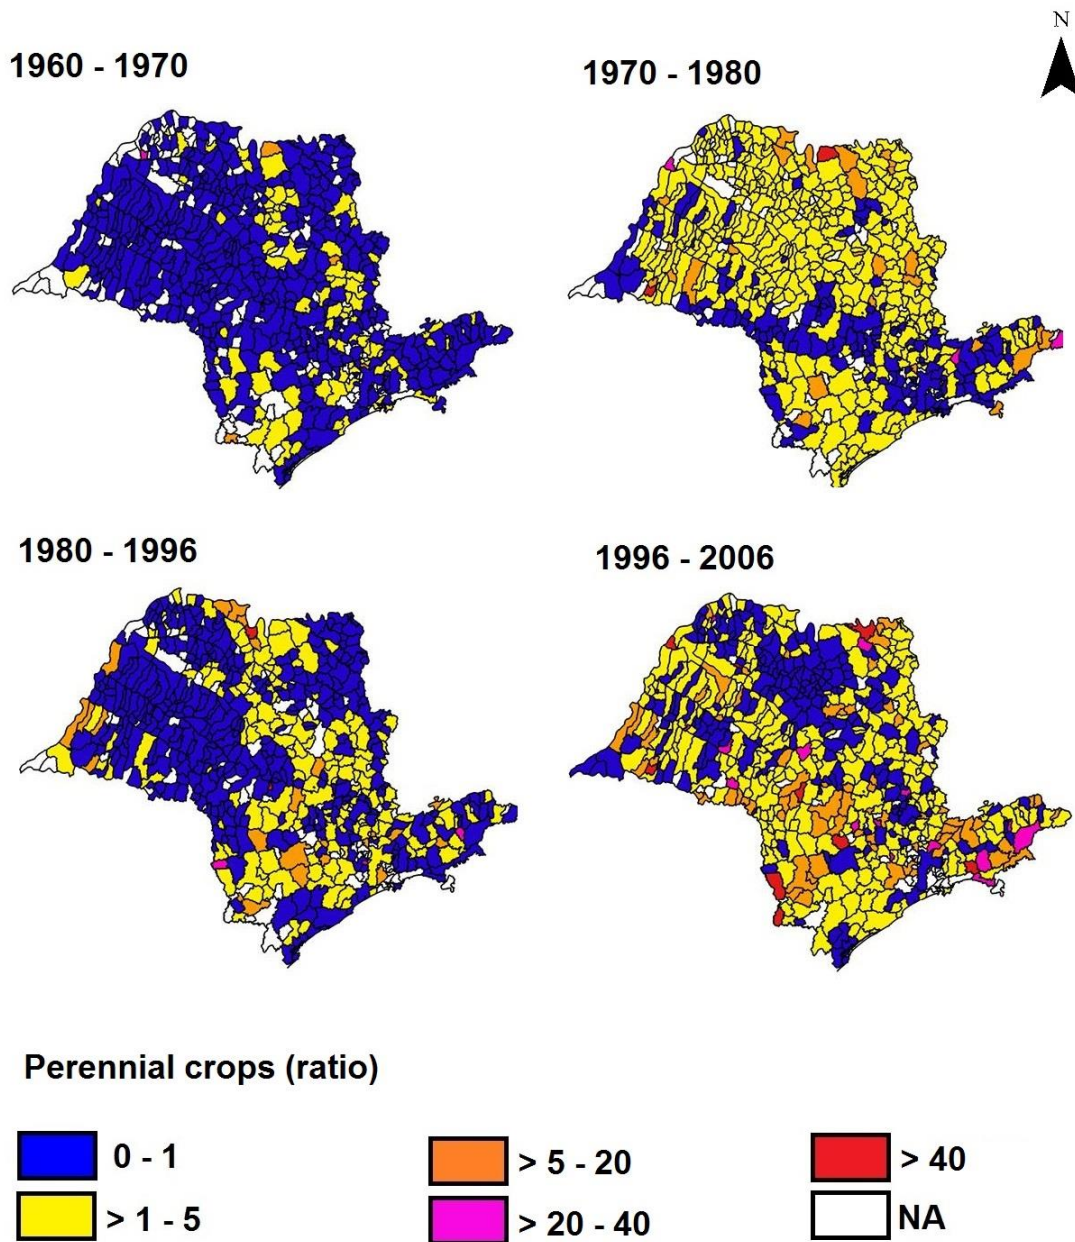 N
1960 - 1970
1970 - 1980
1980 - 1996
1996 - 2006
Perennial crops (ratio)
0 - 1
> 5 - 20
> 40
> 1 - 5
> 20 - 40
NA